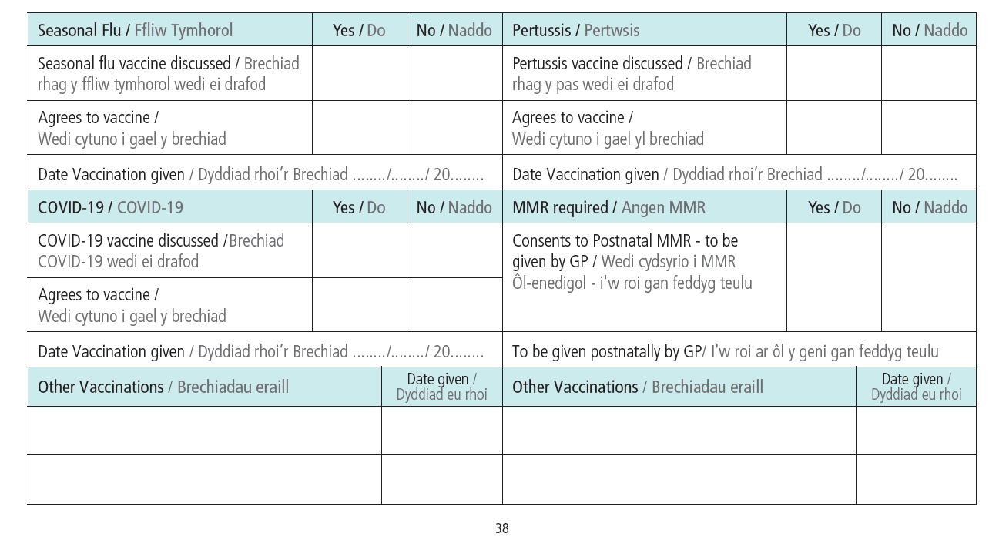 Seasonal Flu / Ffliw Tymhorol Yes / Do No / Naddo
Seasonal flu vaccine discussed / Brechiad
rhag y ffliw tymhorol wedi ei drafod
Agrees to vaccine /
Wedi cytuno i gael y brechiad
Date Vaccination given / Dyddiad rhoi’r Brechiad ......../......../ 20........
Pertussis / Pertwsis Yes / Do No / Naddo
Pertussis vaccine discussed / Brechiad
rhag y pas wedi ei drafod
Agrees to vaccine /
Wedi cytuno i gael yl brechiad
Date Vaccination given / Dyddiad rhoi’r Brechiad ......../......../ 20........
COVID-19 / COVID-19 Yes / Do No / Naddo
COVID-19 vaccine discussed /Brechiad
COVID-19 wedi ei drafod
Agrees to vaccine /
Wedi cytuno i gael y brechiad
Date Vaccination given / Dyddiad rhoi’r Brechiad ......../......../ 20........
MMR required / Angen MMR Yes / Do No / Naddo
Consents to Postnatal MMR - to be
given by GP / Wedi cydsyrio i MMR
Ôl-enedigol - i'w roi gan feddyg teulu
To be given postnatally by GP/ I'w roi ar ôl y geni gan feddyg teulu
Other Vaccinations / Brechiadau eraill
Date given /
Dyddiad eu rhoi
Other Vaccinations / Brechiadau eraill
Date given /
Dyddiad eu rhoi
38